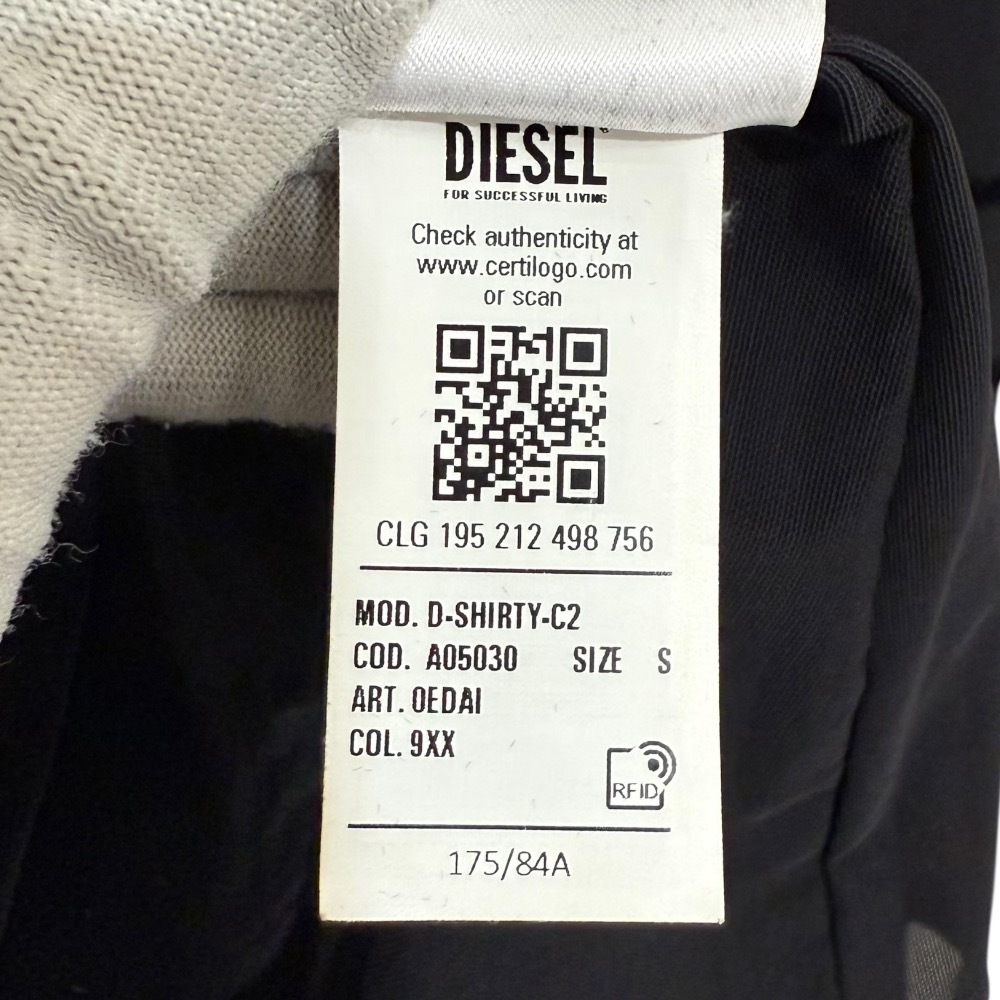 DIESEL®
FOR SUCCESSFUL LIVING
Check authenticity at
www.certilogo.com
or scan
CLG 195 212 498 756
MOD. D-SHIRTY-C2
COD. A05030 SIZE S
ART. 0EDAI
COL. 9XX
RFID
175/84A